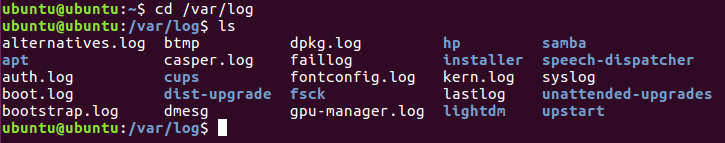 ubuntu@ubuntu:~$ cd /var/log
ubuntu@ubuntu:/var/log$ ls
alternatives.log btmp dpkg.log hp samba
apt casper.log faillog installer speech-dispatcher
auth.log cups fontconfig.log kern.log syslog
boot.log dist-upgrade fsck lastlog unattended-upgrades
bootstrap.log dmesg gpu-manager.log lightdm upstart
ubuntu@ubuntu:/var/log$